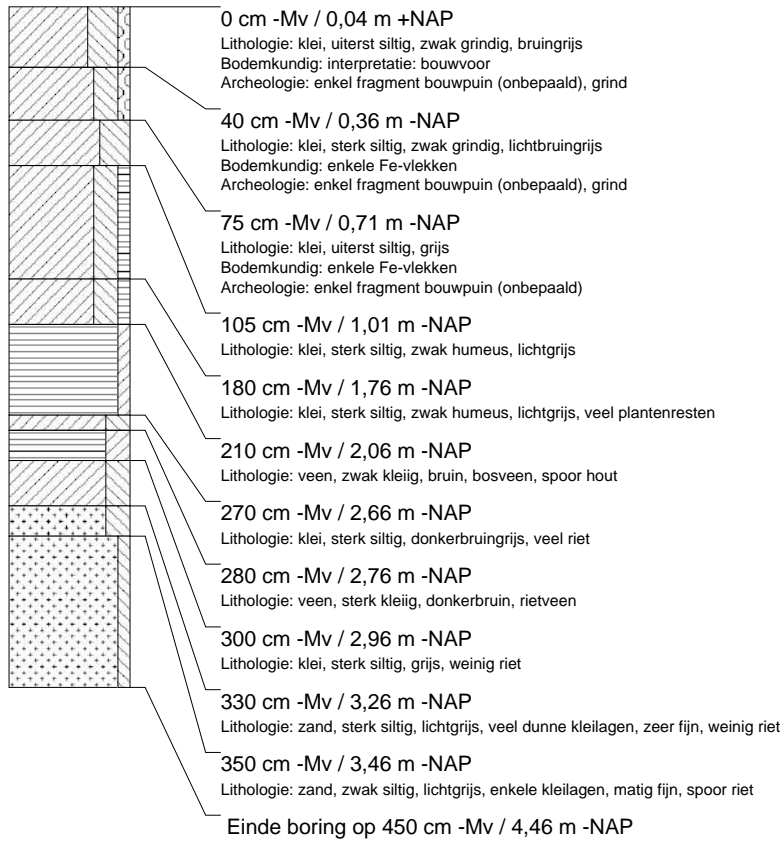 0 cm -Mv / 0,04 m +NAP
Lithologie: klei, uiterst siltig, zwak grindig, bruingrijs
Bodemkundig: interpretatie: bouwvoor
Archeologie: enkel fragment bouwpuin (onbepaald), grind
40 cm -Mv / 0,36 m -NAP
Lithologie: klei, sterk siltig, zwak grindig, lichtbruingrijs
Bodemkundig: enkele Fe-vlekken
Archeologie: enkel fragment bouwpuin (onbepaald), grind
75 cm -Mv / 0,71 m -NAP
Lithologie: klei, uiterst siltig, grijs
Bodemkundig: enkele Fe-vlekken
Archeologie: enkel fragment bouwpuin (onbepaald)
105 cm -Mv / 1,01 m -NAP
Lithologie: klei, sterk siltig, zwak humeus, lichtgrijs
180 cm -Mv / 1,76 m -NAP
Lithologie: klei, sterk siltig, zwak humeus, lichtgrijs, veel plantenresten
210 cm -Mv / 2,06 m -NAP
Lithologie: veen, zwak kleiig, bruin, bosveen, spoor hout
270 cm -Mv / 2,66 m -NAP
Lithologie: klei, sterk siltig, donkerbruingrijs, veel riet
280 cm -Mv / 2,76 m -NAP
Lithologie: veen, sterk kleiig, donkerbruin, rietveen
300 cm -Mv / 2,96 m -NAP
Lithologie: klei, sterk siltig, grijs, weinig riet
330 cm -Mv / 3,26 m -NAP
Lithologie: zand, sterk siltig, lichtgrijs, veel dunne kleilagen, zeer fijn, weinig riet
350 cm -Mv / 3,46 m -NAP
Lithologie: zand, zwak siltig, lichtgrijs, enkele kleilagen, matig fijn, spoor riet
Einde boring op 450 cm -Mv / 4,46 m -NAP